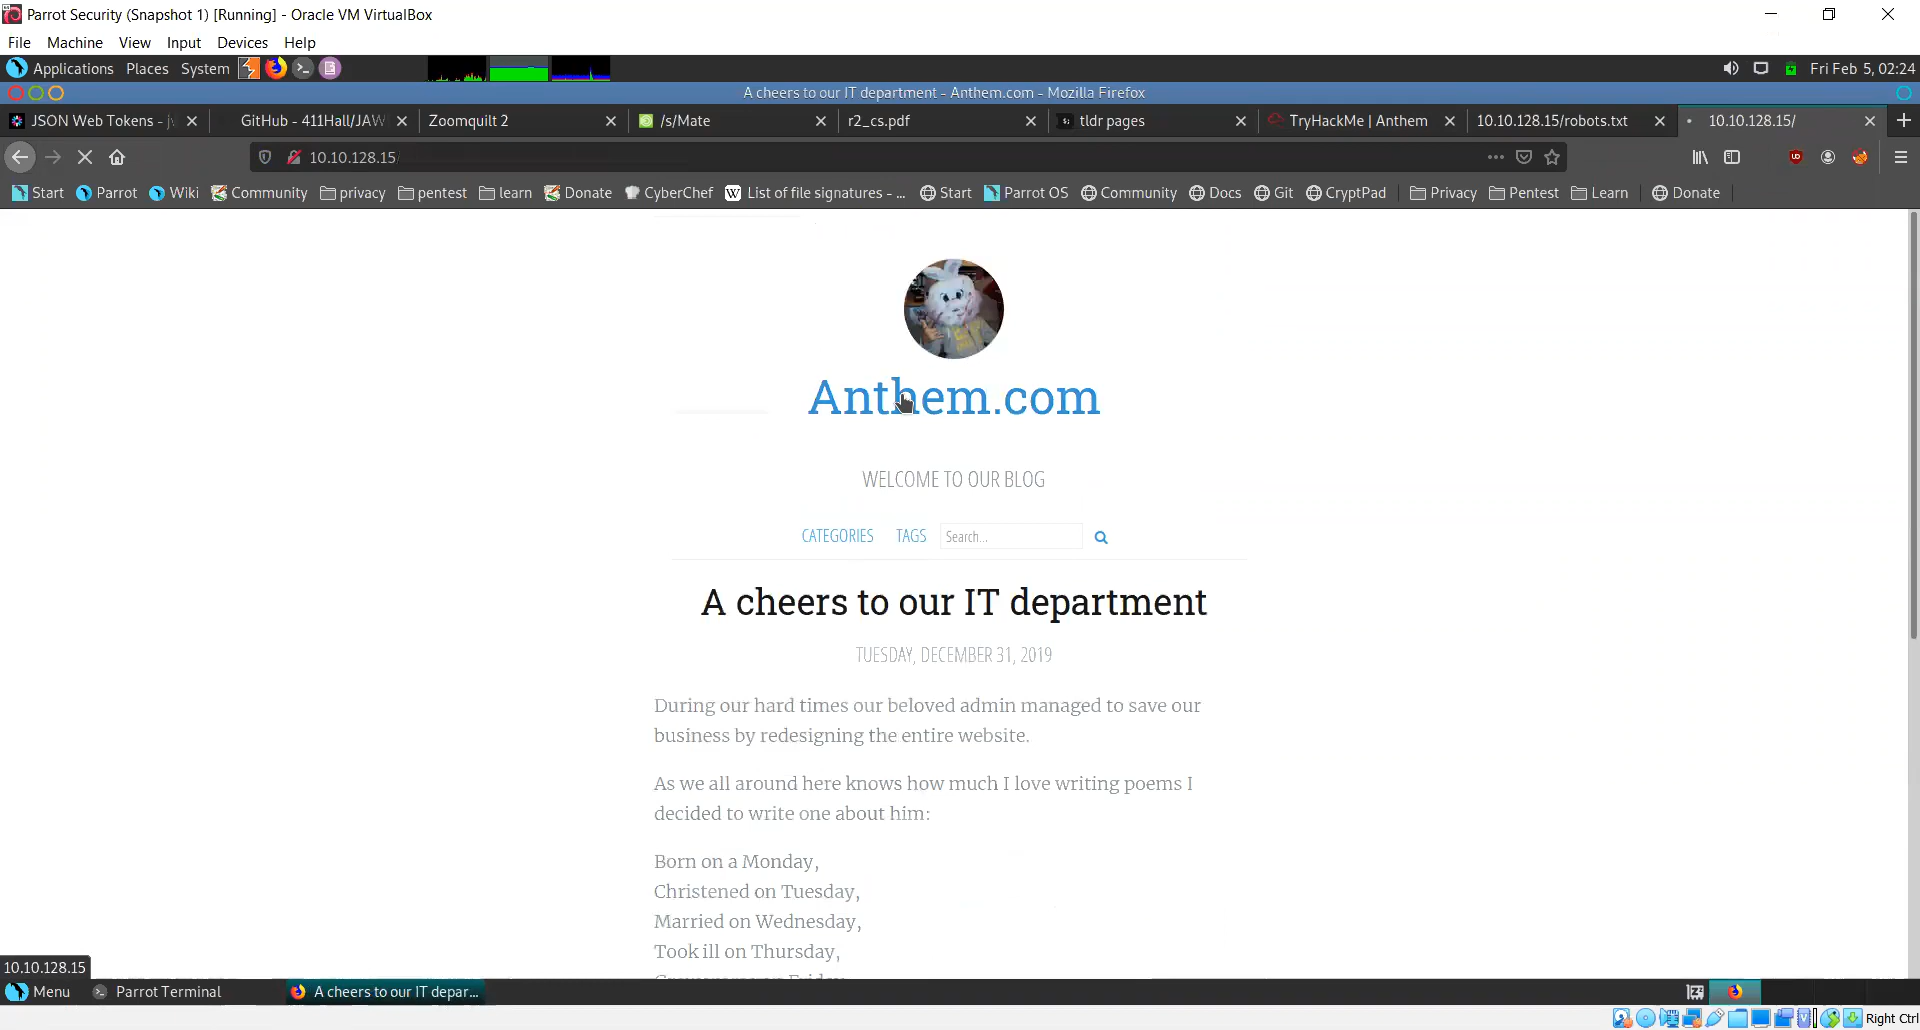 Parrot Security (Snapshot 1) [Running] - Oracle VM VirtualBox
File Machine View Input Devices Help
Applications Places System Fri Feb 5, 02:24
A cheers to our IT department - Anthem.com - Mozilla Firefox
JSON Web Tokens - GitHub - 411Hall/JAW Zoomquilt 2 /s/Mate r2_cs.pdf tldr pages TryHackMe | Anthem 10.10.128.15/robots.txt 10.10.128.15/
10.10.128.15/
Start Parrot Wiki Community privacy pentest learn Donate CyberChef List of file signatures - ... Start Parrot OS Community Docs Git CryptPad Privacy Pentest Learn Donate
Anthem.com
WELCOME TO OUR BLOG
CATEGORIES TAGS Search...
A cheers to our IT department
TUESDAY, DECEMBER 31, 2019
During our hard times our beloved admin managed to save our
business by redesigning the entire website.
As we all around here knows how much I love writing poems I
decided to write one about him:
Born on a Monday,
Christened on Tuesday,
Married on Wednesday,
Took ill on Thursday,
10.10.128.15
Menu Parrot Terminal A cheers to our IT depar...
Right Ctrl